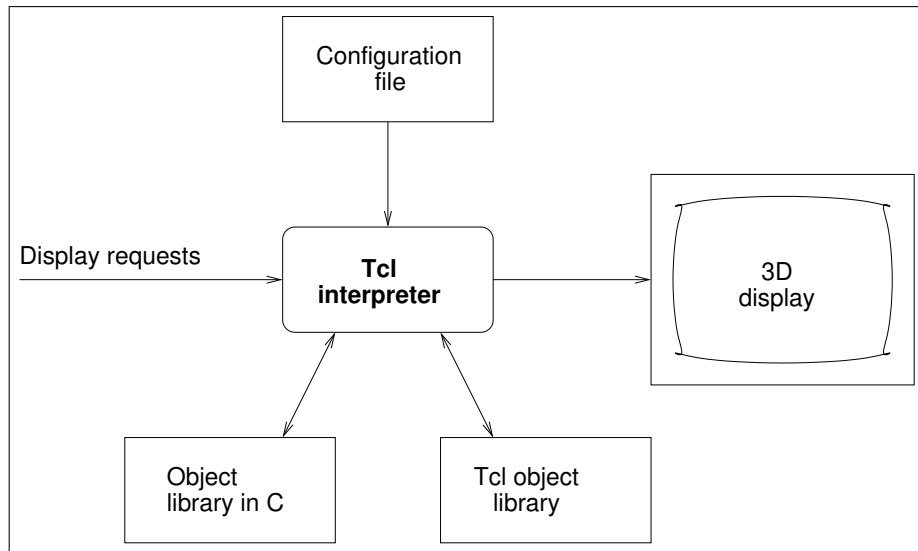 Configuration
file
Display requests
Tcl
interpreter
3D
display
Object
library in C
Tcl object
library